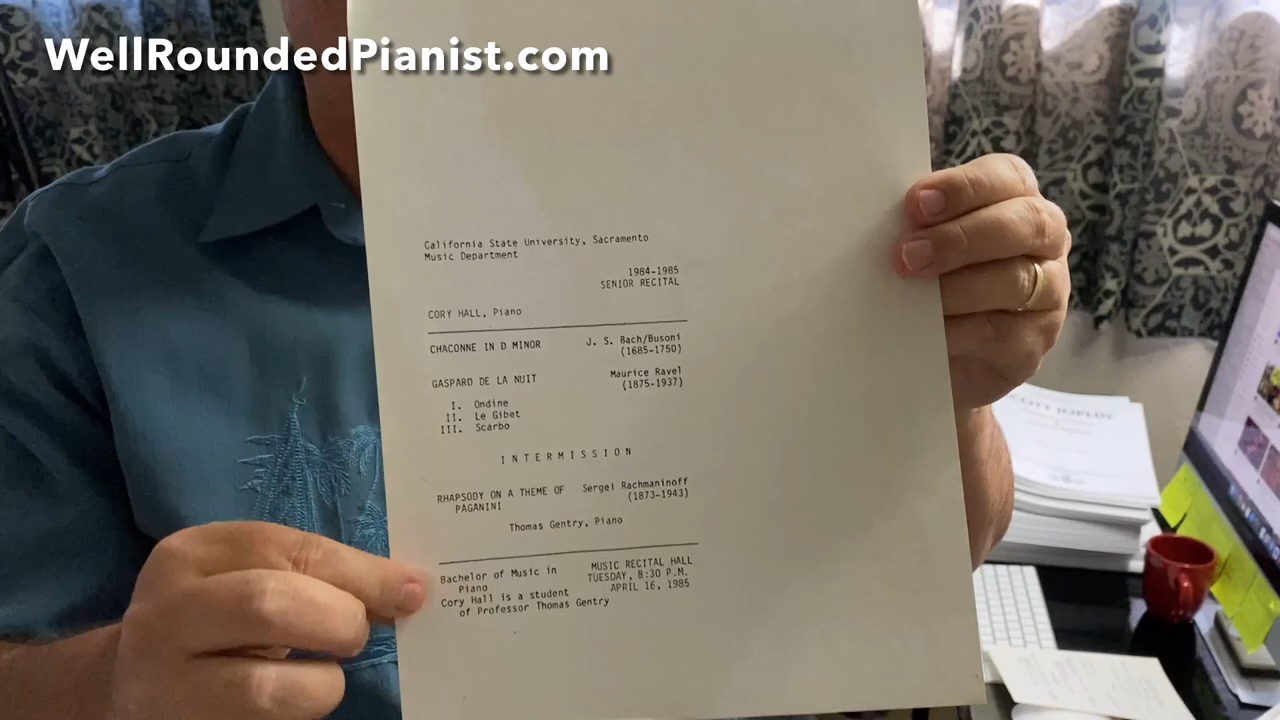 WellRoundedPianist.com
California State University, Sacramento
Music Department
1984-1985
SENIOR RECITAL
CORY HALL, Piano
CHACONNE IN D MINOR J. S. Bach/Busoni
(1685-1750)
GASPARD DE LA NUIT Maurice Ravel
(1875-1937)
I. Ondine
II. Le Gibet
III. Scarbo
INTERMISSION
RHAPSODY ON A THEME OF Sergei Rachmaninoff
PAGANINI (1873-1943)
Thomas Gentry, Piano
Bachelor of Music in MUSIC RECITAL HALL
Piano TUESDAY, 8:30 P.M.
Cory Hall is a student APRIL 16, 1985
of Professor Thomas Gentry
SCOTT JOPLIN